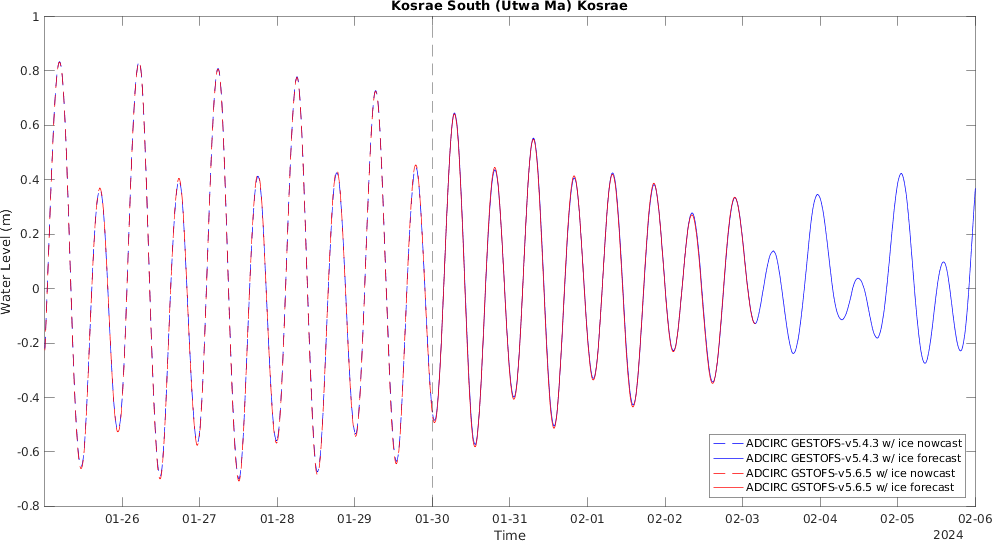 Kosrae South (Utwa Ma) Kosrae
1
0.8
0.6
0.4
0.2
0
-0.2
-0.4
-0.6
-0.8
Water Level (m)
01-26 01-27 01-28 01-29 01-30 01-31 02-01 02-02 02-03 02-04 02-05 02-06
Time
2024
ADCIRC GESTOFS-v5.4.3 w/ ice nowcast
ADCIRC GESTOFS-v5.4.3 w/ ice forecast
ADCIRC GSTOFS-v5.6.5 w/ ice nowcast
ADCIRC GSTOFS-v5.6.5 w/ ice forecast